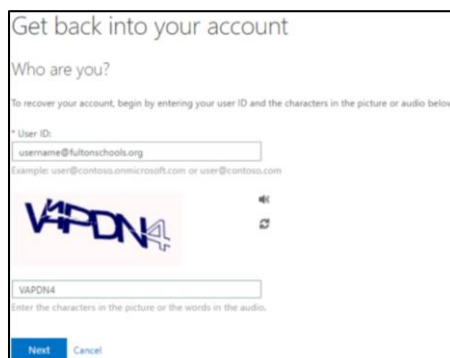 Get back into your account
Who are you?
To recover your account, begin by entering your user ID and the characters in the picture or audio below
* User ID:
username@fultonschools.org
Example: user@contoso.onmicrosoft.com or user@contoso.com
VAPDN4
Enter the characters in the picture or the words in the audio.
Next Cancel